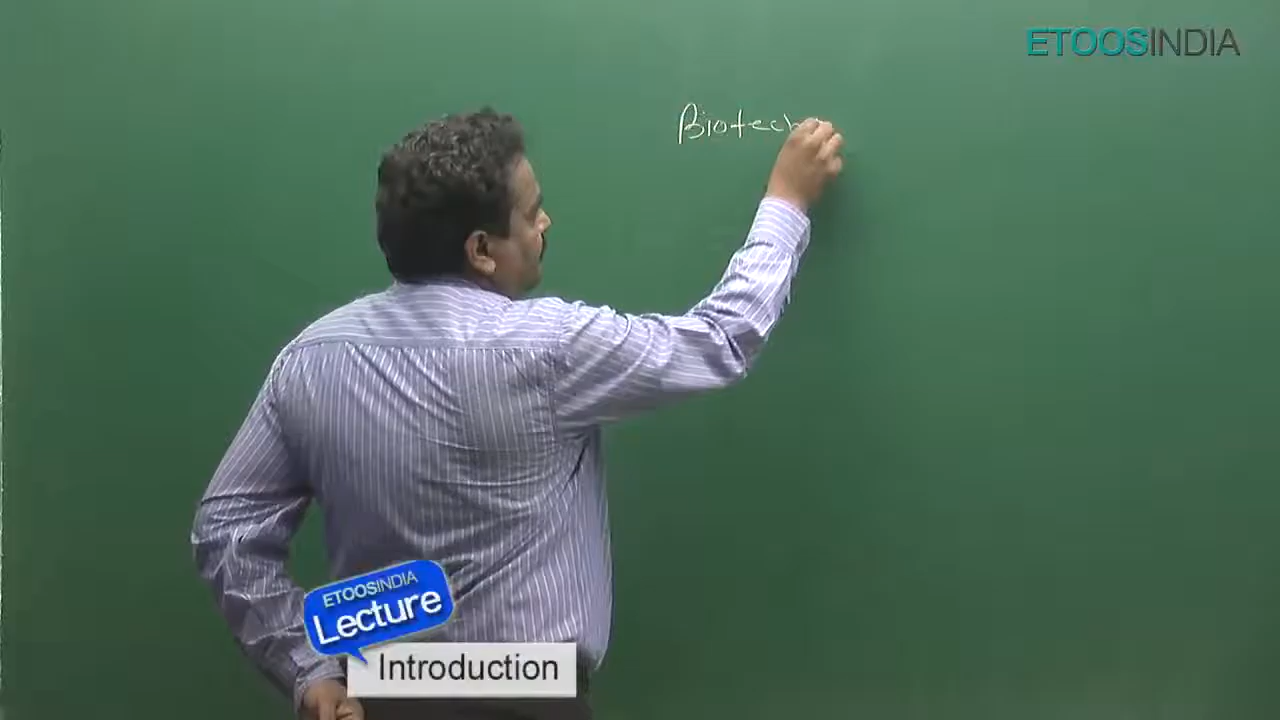 ETOOSINDIA
Biotech
ETOOSINDIA
Lecture
Introduction